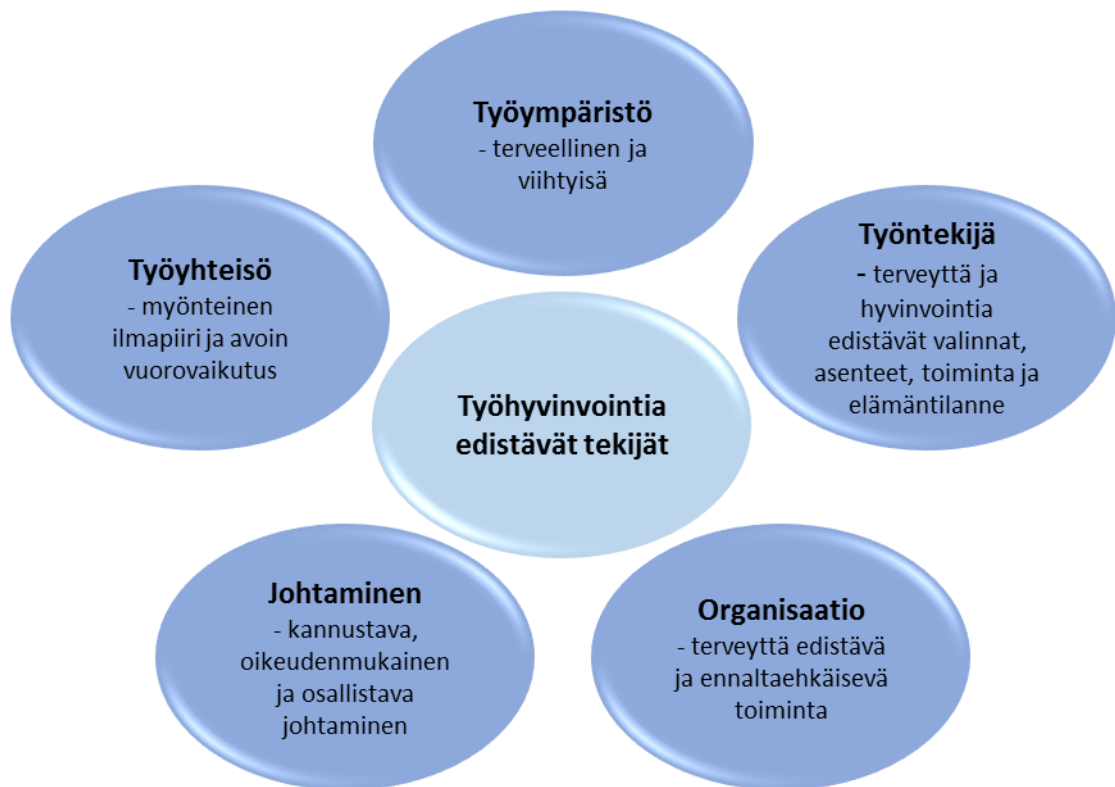 Työympäristö
- terveellinen ja
viihtyisä
Työyhteisö
- myönteinen
ilmapiiri ja avoin
vuorovaikutus
Työntekijä
- terveyttä ja
hyvinvointia
edistävät valinnat,
asenteet, toiminta ja
elämäntilanne
Työhyvinvointia
edistävät tekijät
Johtaminen
- kannustava,
oikeudenmukainen
ja osallistava
johtaminen
Organisaatio
- terveyttä edistävä
ja ennaltaehkäisevä
toiminta